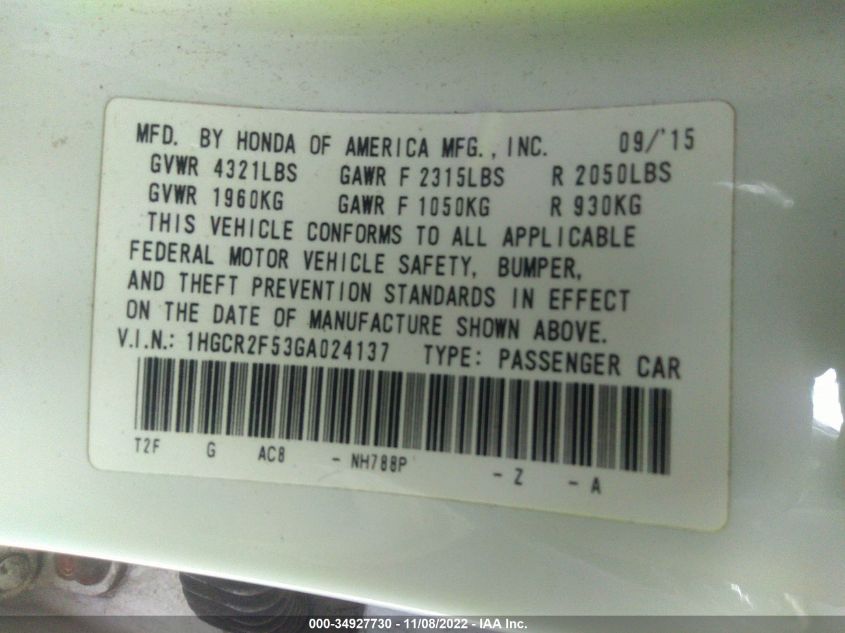 MFD. BY HONDA OF AMERICA MFG., INC. 09/'15
GVWR 4321LBS GAWR F 2315LBS R 2050LBS
GVWR 1960KG GAWR F 1050KG R 930KG
THIS VEHICLE CONFORMS TO ALL APPLICABLE
FEDERAL MOTOR VEHICLE SAFETY, BUMPER,
AND THEFT PREVENTION STANDARDS IN EFFECT
ON THE DATE OF MANUFACTURE SHOWN ABOVE.
V.I.N.: 1HGCR2F53GA024137 TYPE: PASSENGER CAR
T2F G AC8 - NH788P - Z - A
000-34927730 - 11/08/2022 - IAA Inc.